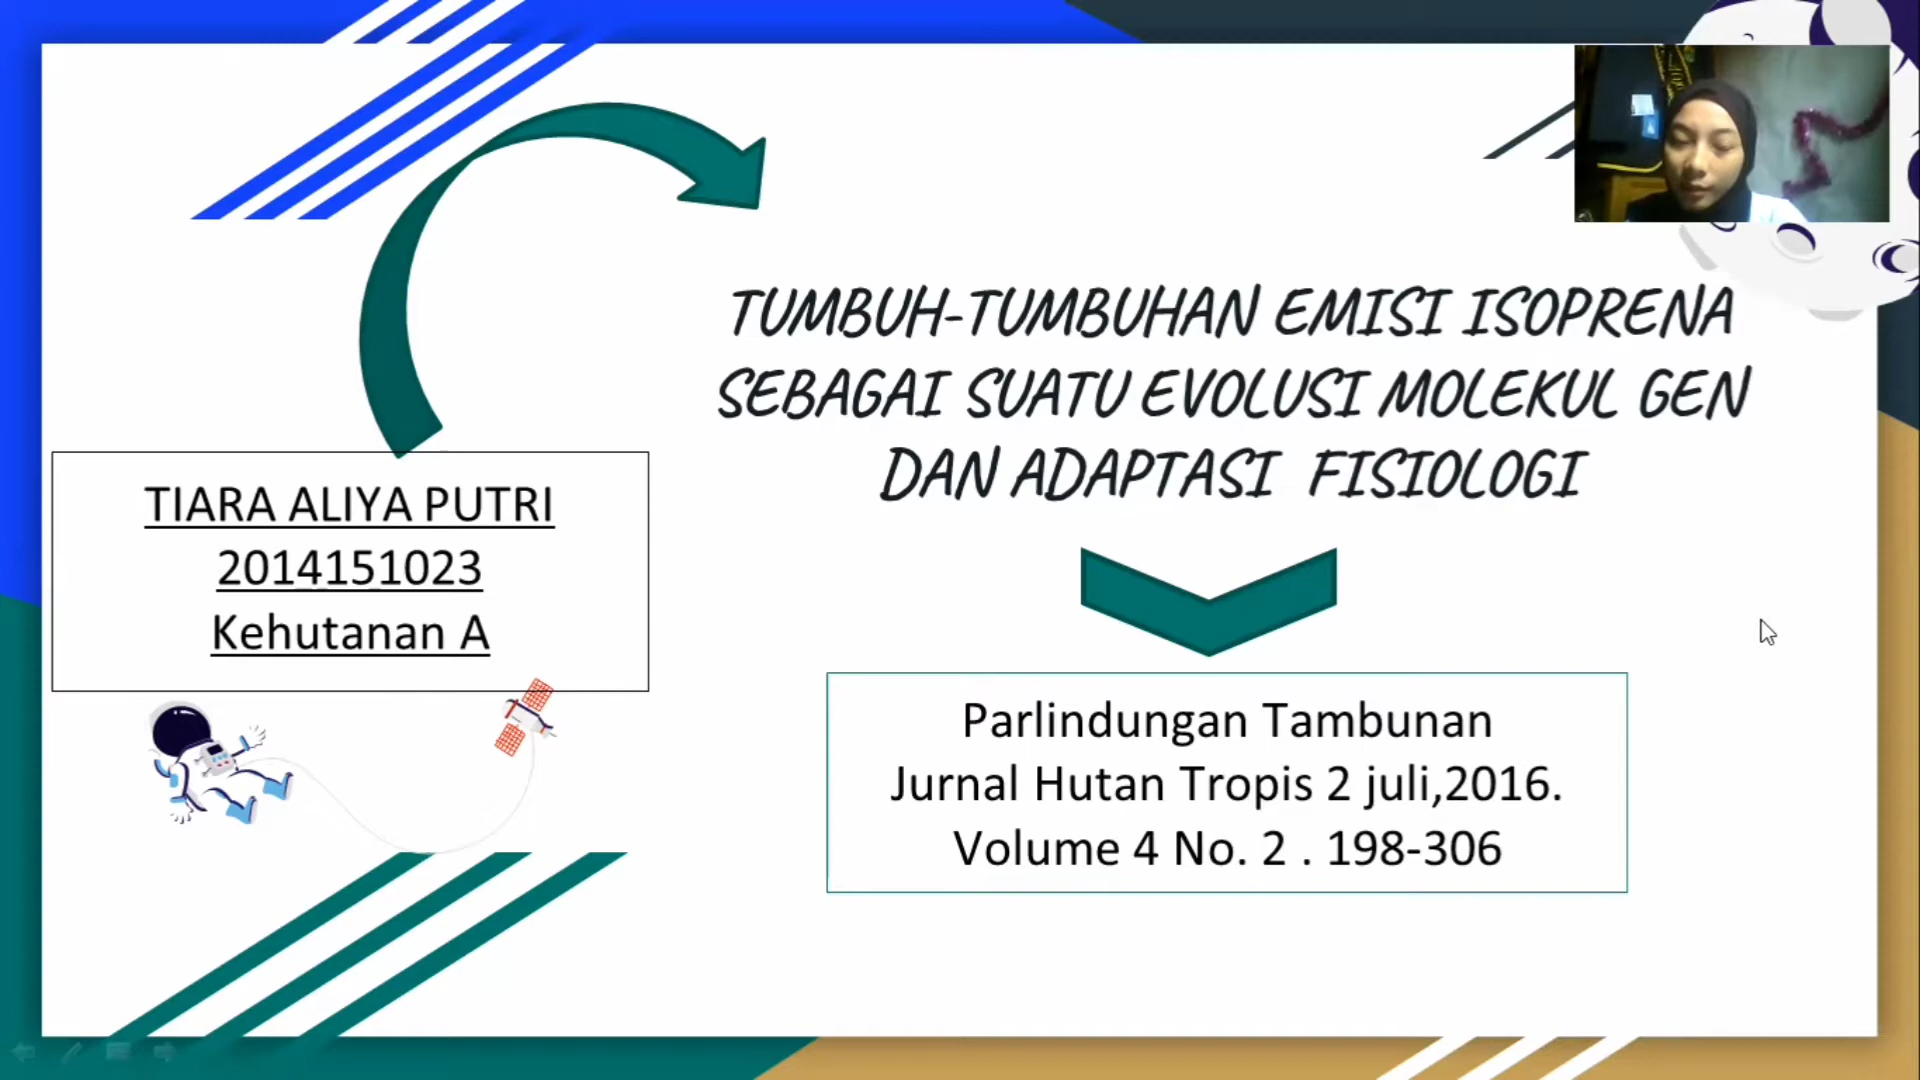 TUMBUH-TUMBUHAN EMISI ISOPRENA
SEBAGAI SUATU EVOLUSI MOLEKUL GEN
DAN ADAPTASI FISIOLOGI
TIARA ALIYA PUTRI
2014151023
Kehutanan A
Parlindungan Tambunan
Jurnal Hutan Tropis 2 juli,2016.
Volume 4 No. 2 . 198-306